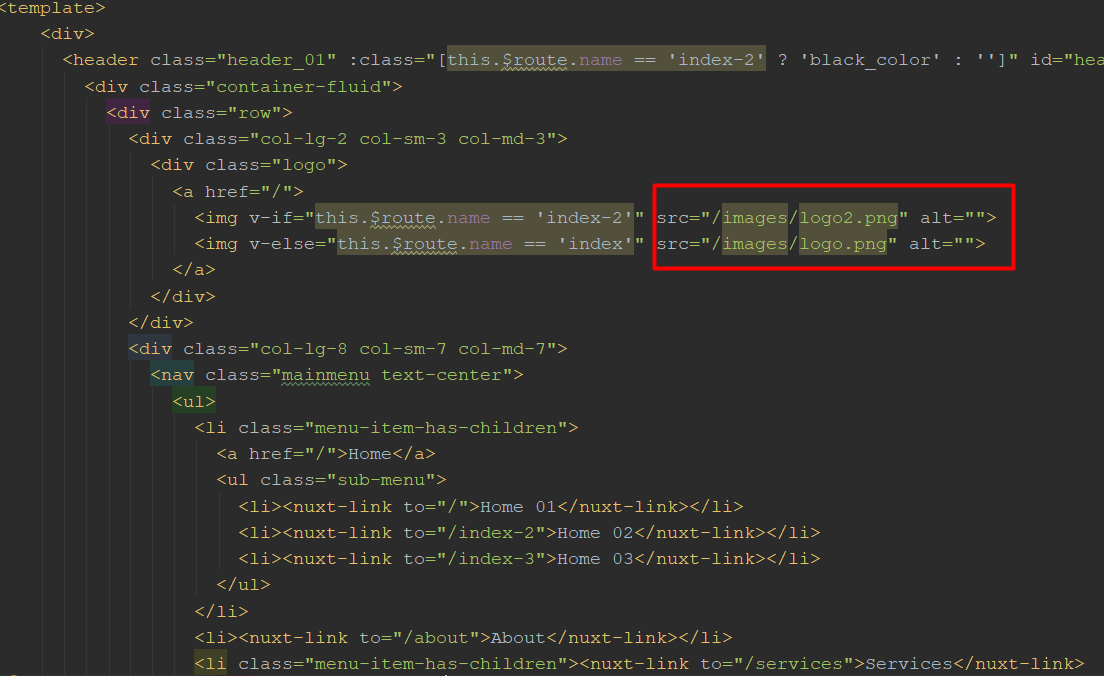 <template>
<div>
<header class="header_01" :class="[this.$route.name == 'index-2' ? 'black_color' : '']" id="hea
<div class="container-fluid">
<div class="row">
<div class="col-lg-2 col-sm-3 col-md-3">
<div class="logo">
<a href="/">
<img v-if="this.$route.name == 'index-2'" src="/images/logo2.png" alt="">
<img v-else="this.$route.name == 'index'" src="/images/logo.png" alt="">
</a>
</div>
</div>
<div class="col-lg-8 col-sm-7 col-md-7">
<nav class="mainmenu text-center">
<ul>
<li class="menu-item-has-children">
<a href="/">Home</a>
<ul class="sub-menu">
<li><nuxt-link to="/">Home 01</nuxt-link></li>
<li><nuxt-link to="/index-2">Home 02</nuxt-link></li>
<li><nuxt-link to="/index-3">Home 03</nuxt-link></li>
</ul>
</li>
<li><nuxt-link to="/about">About</nuxt-link></li>
<li class="menu-item-has-children"><nuxt-link to="/services">Services</nuxt-link>